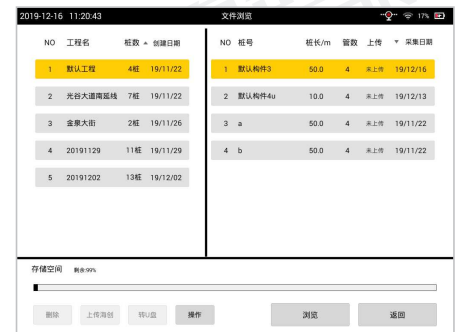 2019-12-16 11:20:43 文件浏览 17%
NO 工程名 桩数 创建日期
1 默认工程 4桩 19/11/22
2 光谷大道南延线 7桩 19/11/22
3 金泉大街 2桩 19/11/26
4 20191129 11桩 19/11/29
5 20191202 13桩 19/12/02
NO 桩号 桩长/m 管数 上传 采集日期
1 默认构件3 50.0 4 未上传 19/12/16
2 默认构件4u 10.0 4 未上传 19/12/13
3 a 50.0 4 未上传 19/11/22
4 b 50.0 4 未上传 19/11/22
存储空间 剩余:99%
删除 上传海创 转U盘 操作 浏览 返回